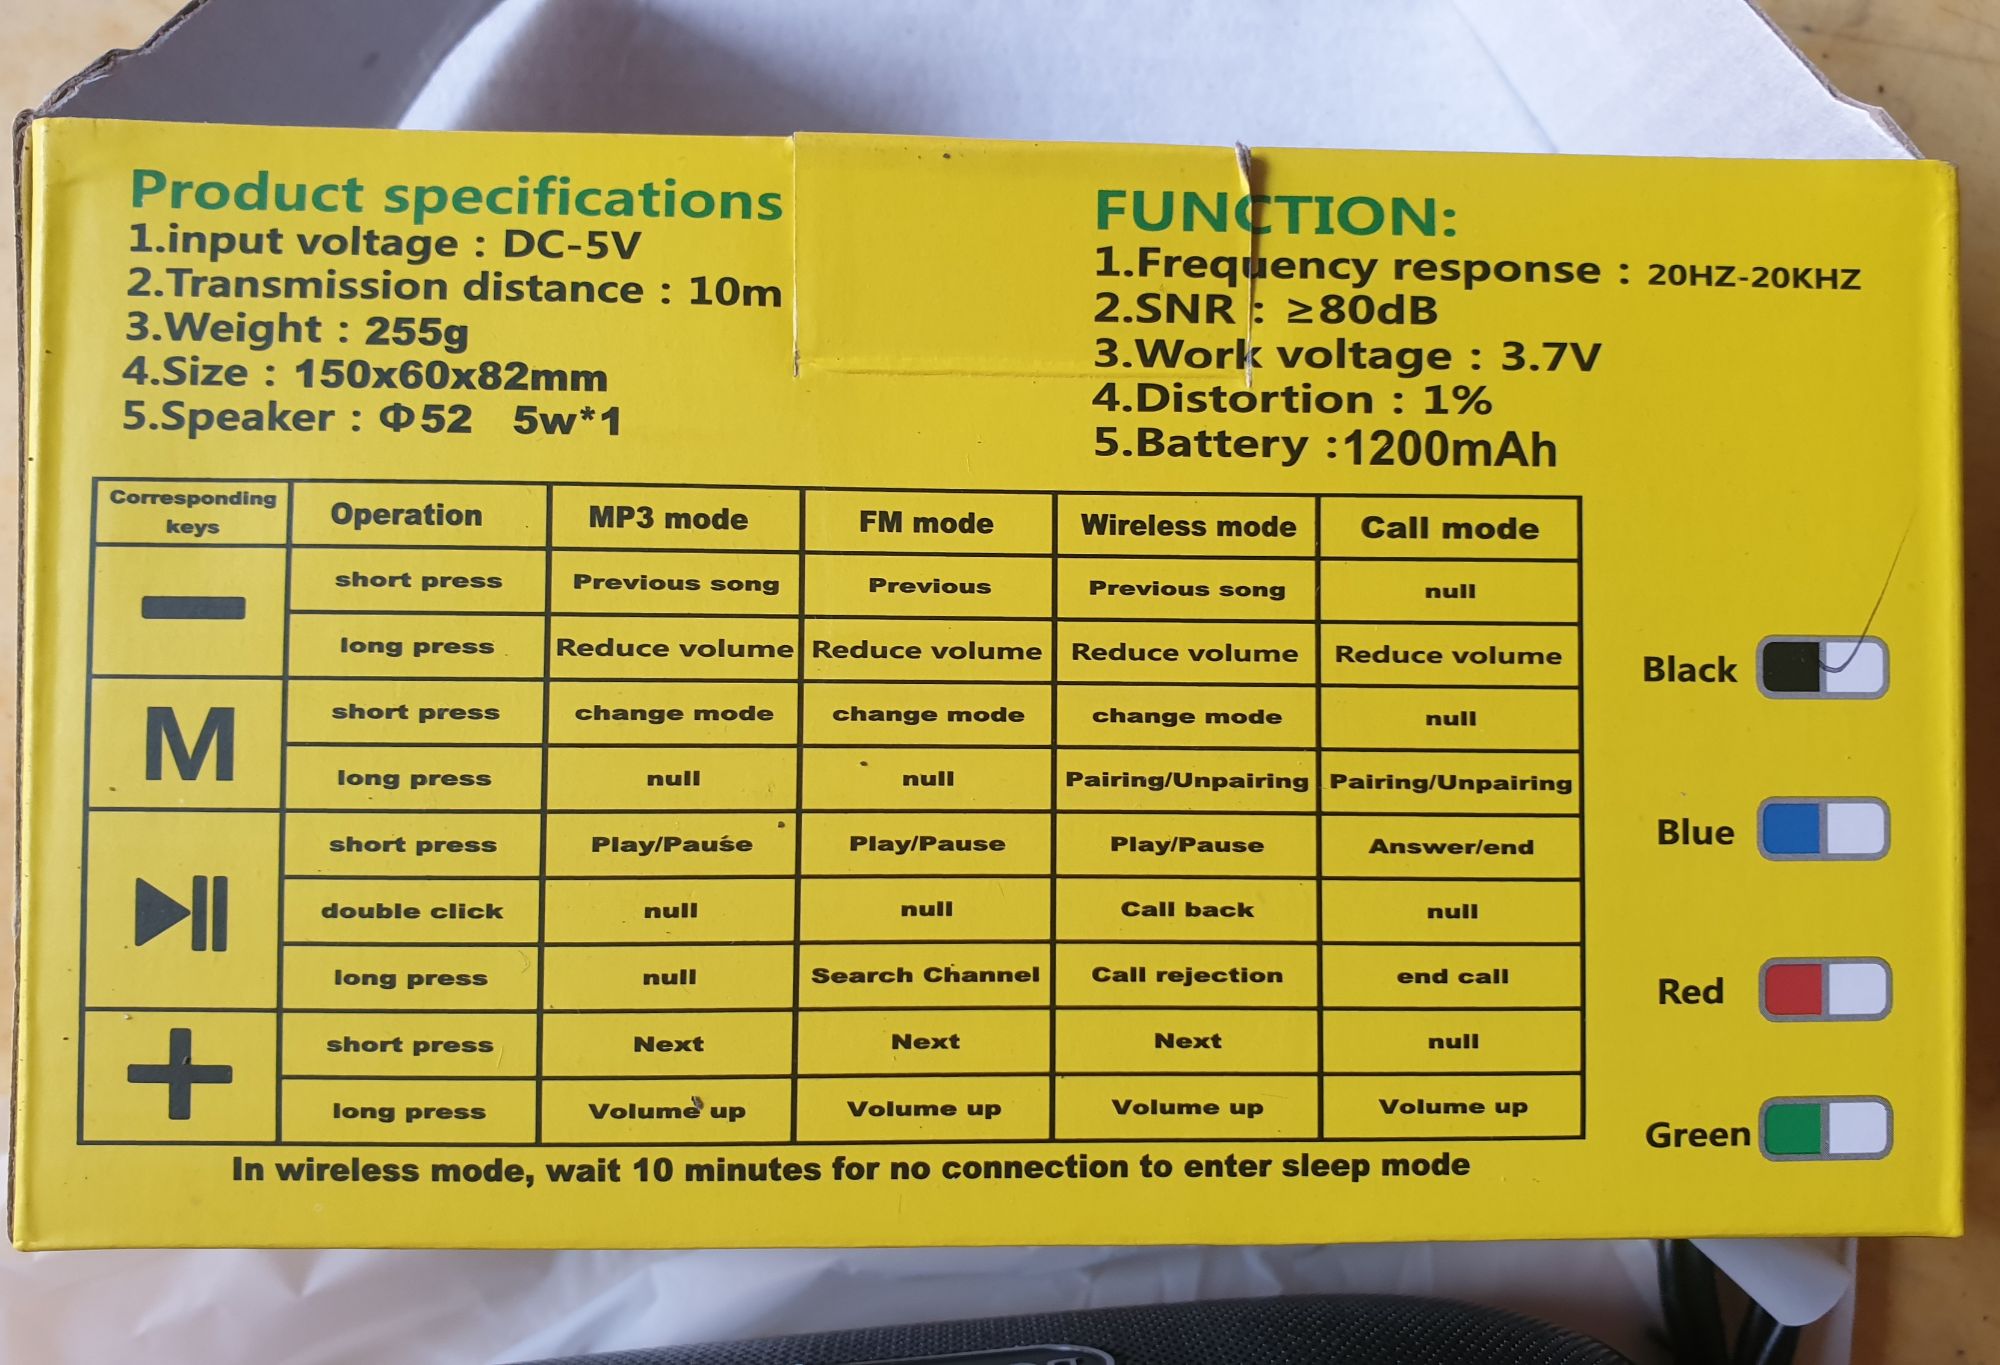 Product specifications
1.input voltage : DC-5V
2.Transmission distance : 10m
3.Weight : 255g
4.Size : 150x60x82mm
5.Speaker : Φ52 5w*1
FUNCTION:
1.Frequency response : 20HZ-20KHZ
2.SNR : ≥80dB
3.Work voltage : 3.7V
4.Distortion : 1%
5.Battery :1200mAh
Corresponding
keys
Operation MP3 mode FM mode Wireless mode Call mode
short press Previous song Previous Previous song null
long press Reduce volume Reduce volume Reduce volume Reduce volume
M
short press change mode change mode change mode null
long press null null Pairing/Unpairing Pairing/Unpairing
short press Play/Pause Play/Pause Play/Pause Answer/end
double click null null Call back null
long press null Search Channel Call rejection end call
short press Next Next Next null
long press Volume up Volume up Volume up Volume up
In wireless mode, wait 10 minutes for no connection to enter sleep mode
Black
Blue
Red
Green